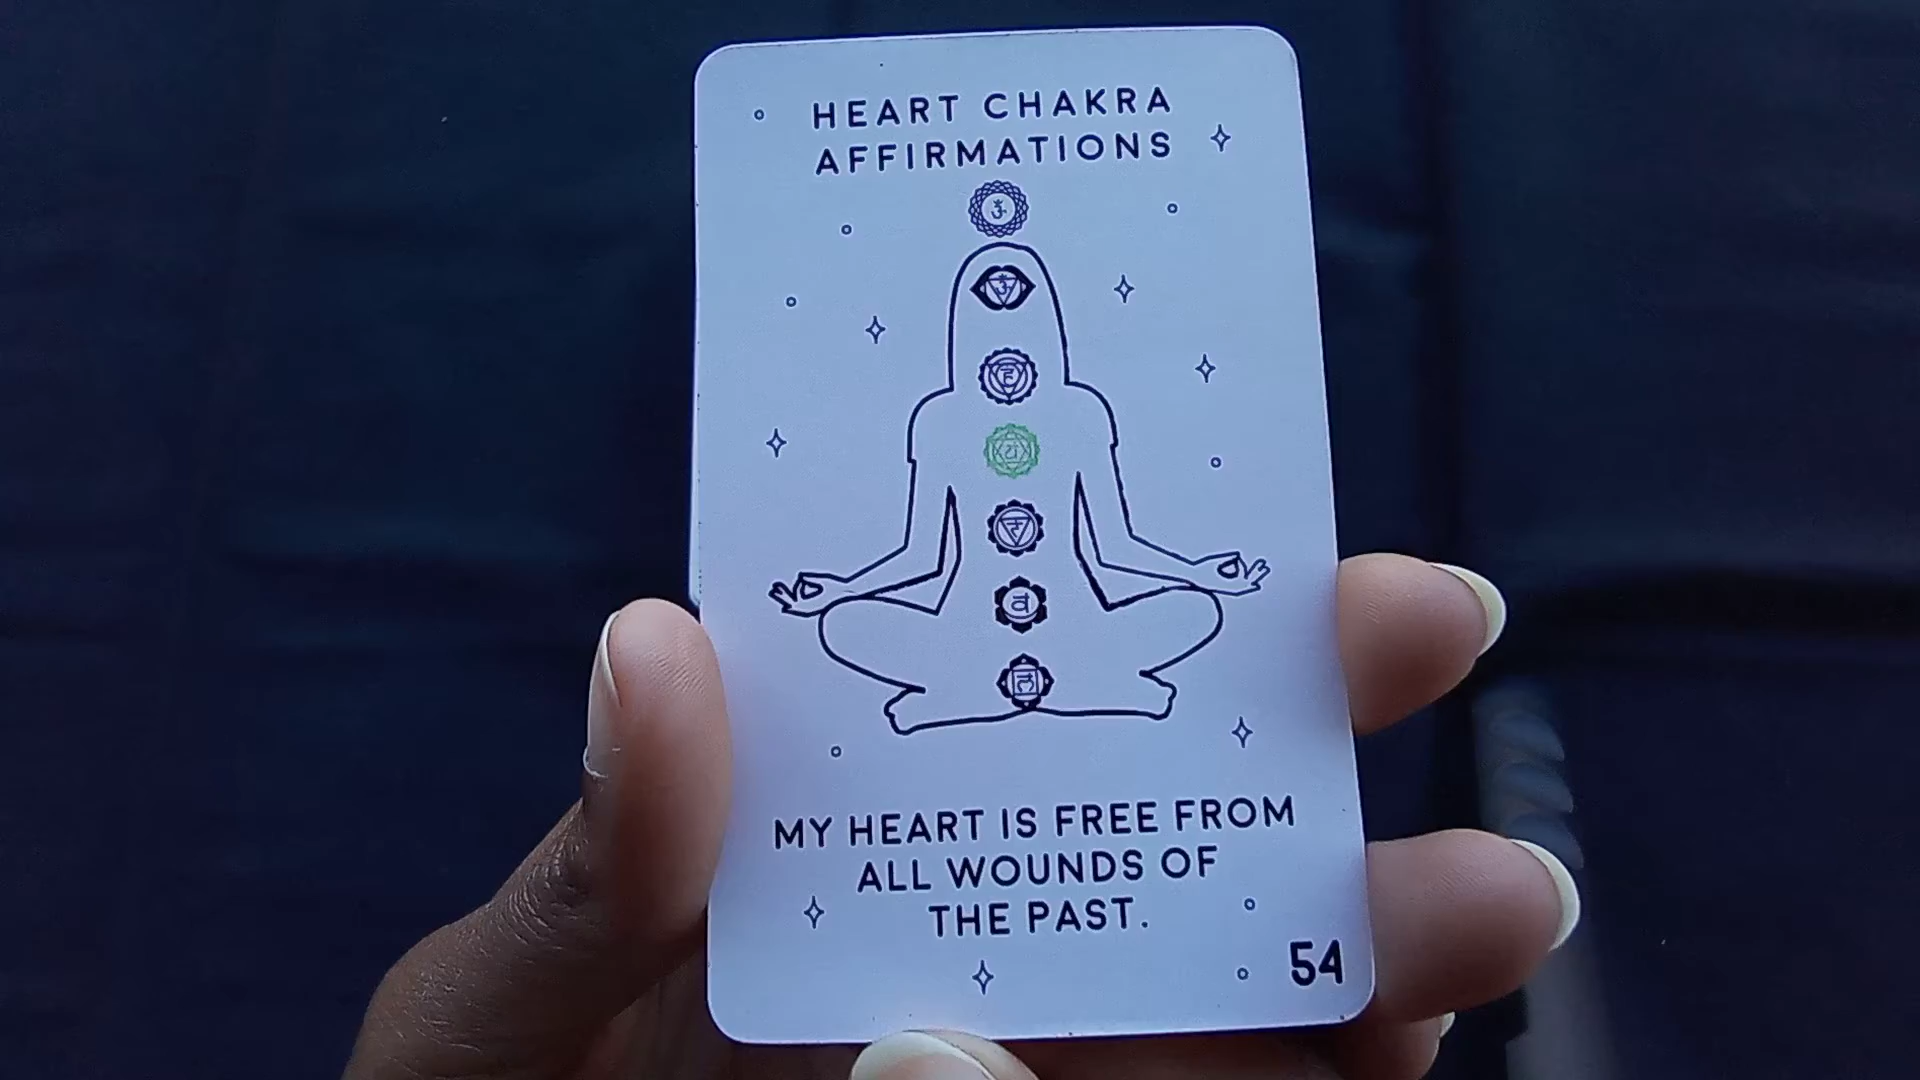 HEART CHAKRA
AFFIRMATIONS
ॐ
ॐ
हं
यं
रं
वं
लं
MY HEART IS FREE FROM
ALL WOUNDS OF
THE PAST.
54